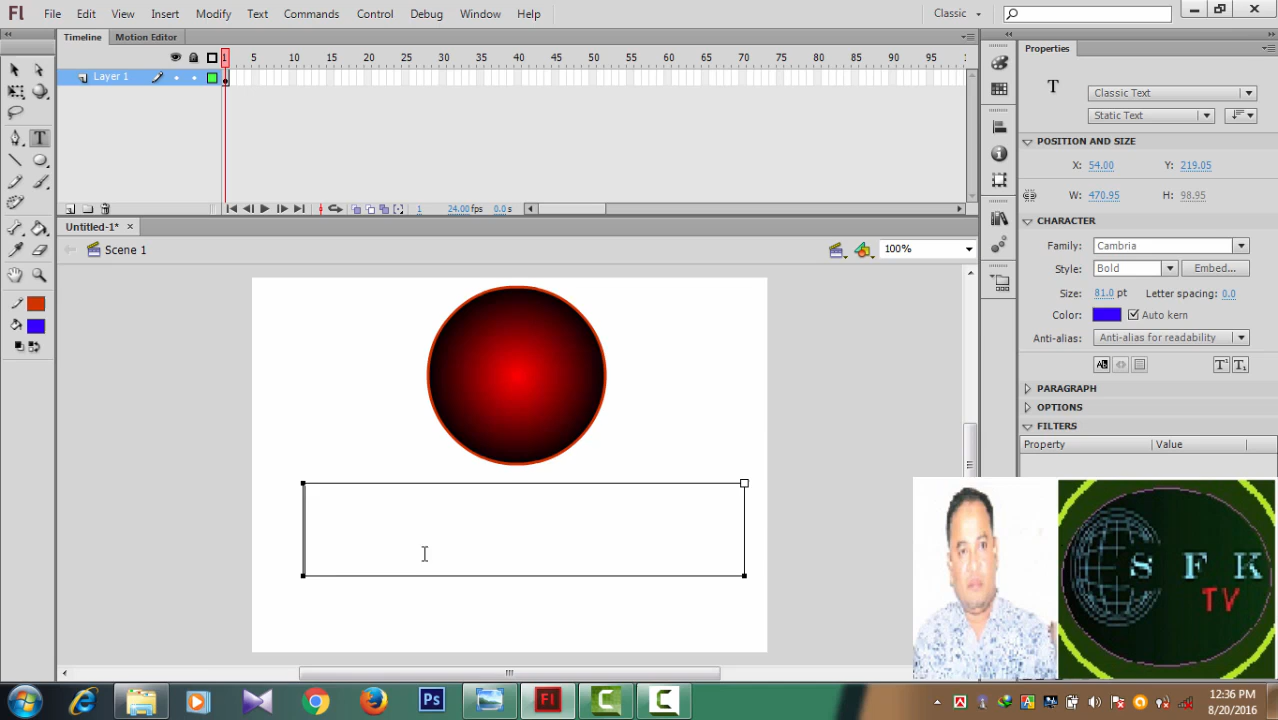 Fl File Edit View Insert Modify Text Commands Control Debug Window Help Classic
Timeline Motion Editor
1 5 10 15 20 25 30 35 40 45 50 55 60 65 70 75 80 85 90 95
Layer 1
1 24.00 fps 0.0 s
Untitled-1*
Scene 1 100%
Properties
T Classic Text
Static Text
POSITION AND SIZE
X: 54.00 Y: 219.05
W: 470.95 H: 98.95
CHARACTER
Family: Cambria
Style: Bold Embed...
Size: 81.0 pt Letter spacing: 0.0
Color: Auto kern
Anti-alias: Anti-alias for readability
PARAGRAPH
OPTIONS
FILTERS
Property Value
S F K
TV
Ps Fl
12:36 PM
8/20/2016